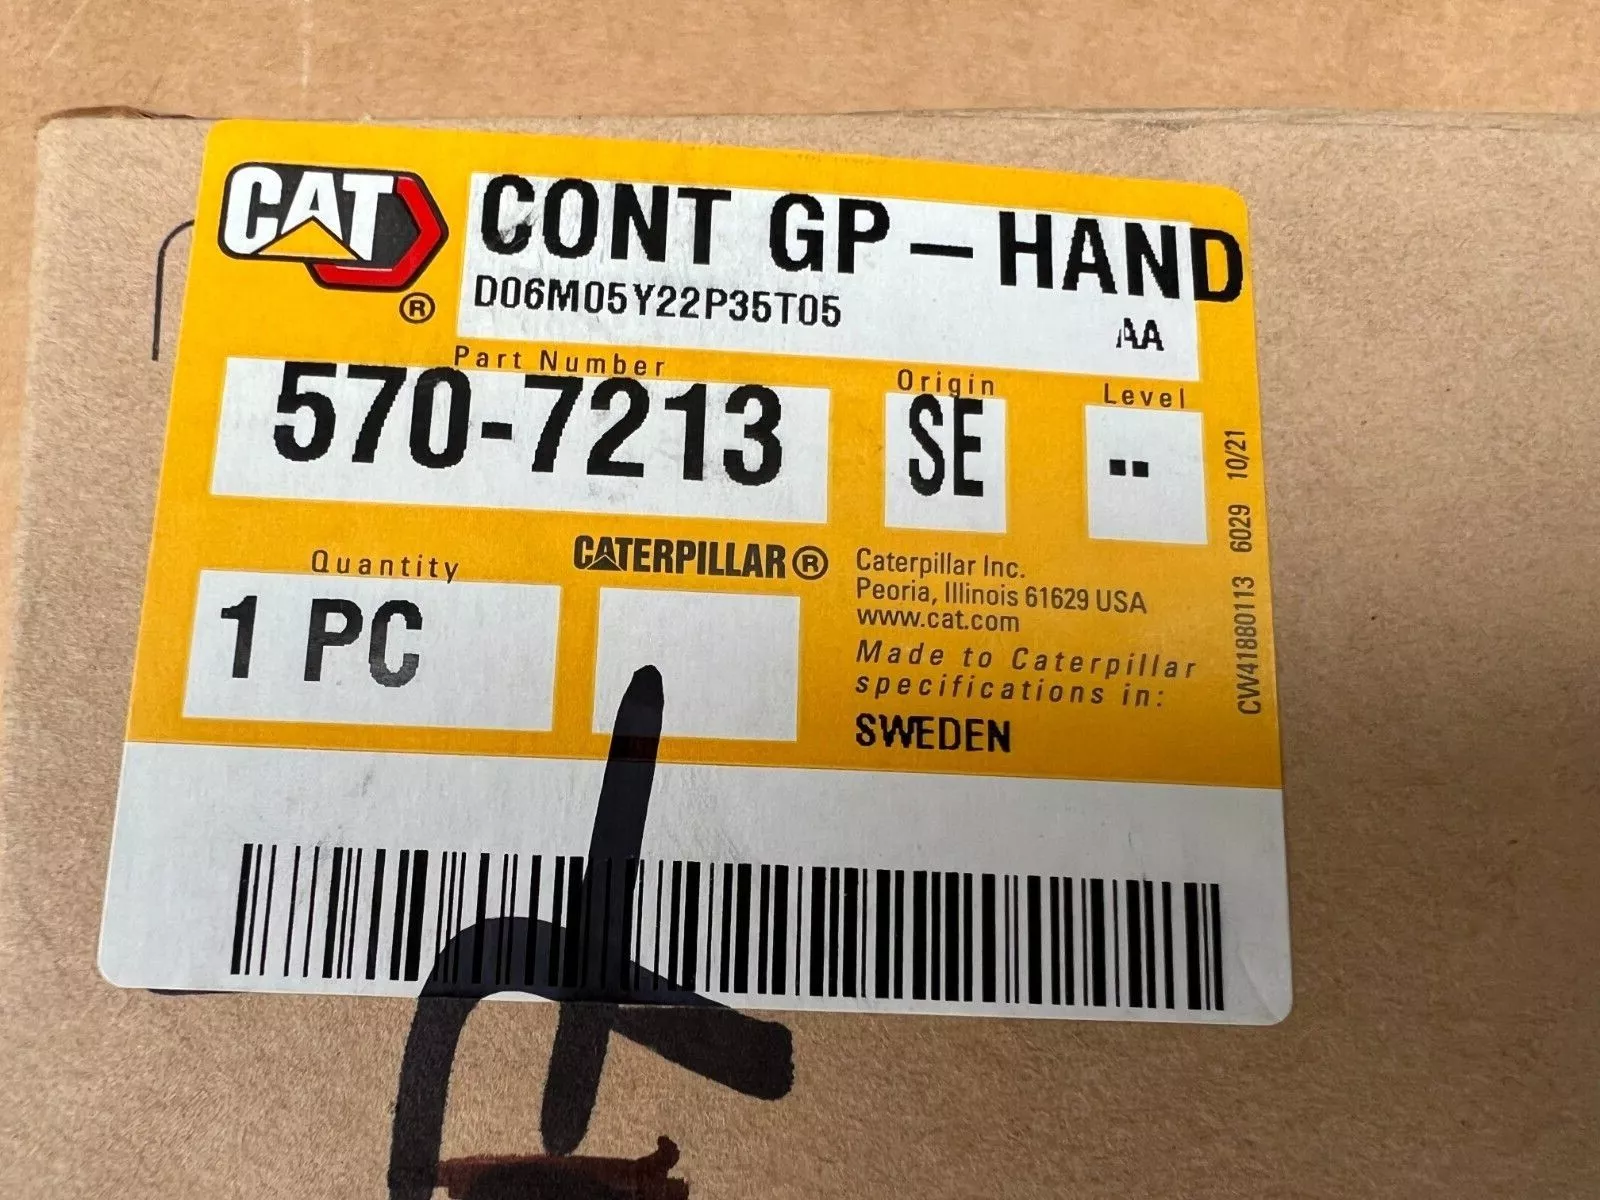 CAT ®
CONT GP - HAND
D06M05Y22P35T05
AA
Part Number
570-7213
Origin
SE
Level
--
Quantity
1 PC
CATERPILLAR®
Caterpillar Inc.
Peoria, Illinois 61629 USA
www.cat.com
Made to Caterpillar
specifications in:
SWEDEN
CW41880113 6029 10/21